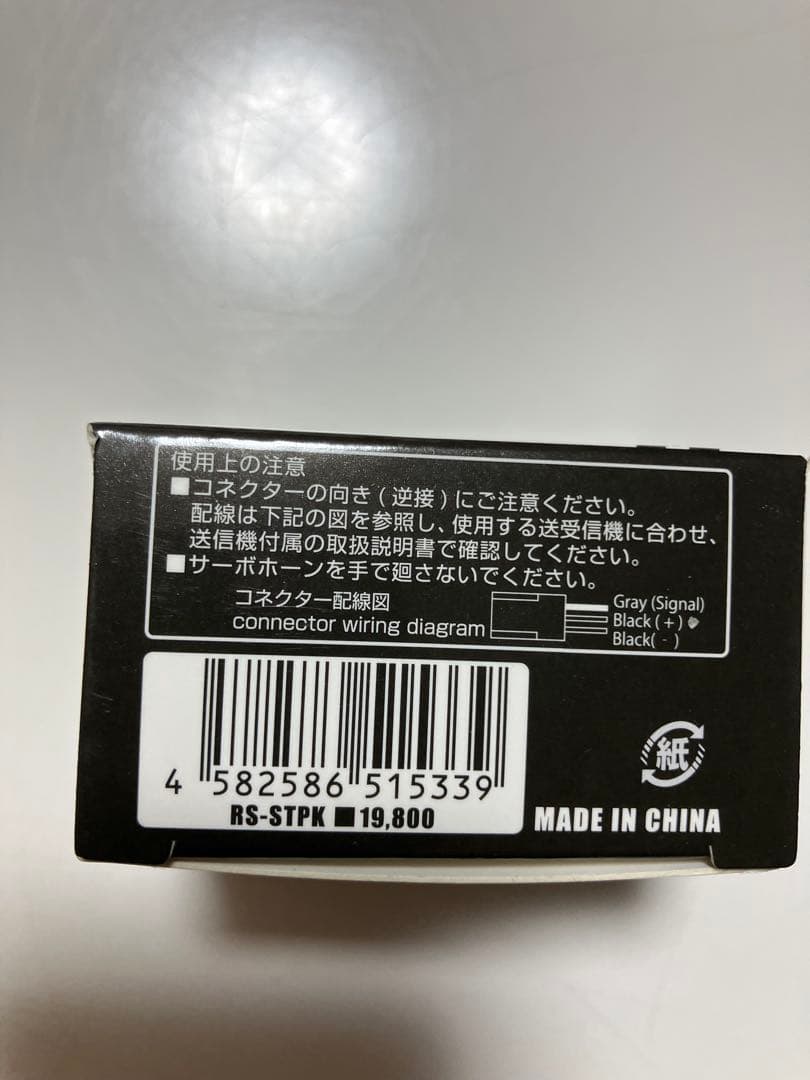 使用上の注意
■コネクターの向き(逆接)にご注意ください。
配線は下記の図を参照し、使用する送受信機に合わせ、
送信機付属の取扱説明書で確認してください。
■サーボホーンを手で廻さないでください。
コネクター配線図
connector wiring diagram
Gray (Signal)
Black (+)
Black( - )
4 582586 515339
RS-STPK ■19,800
紙
MADE IN CHINA